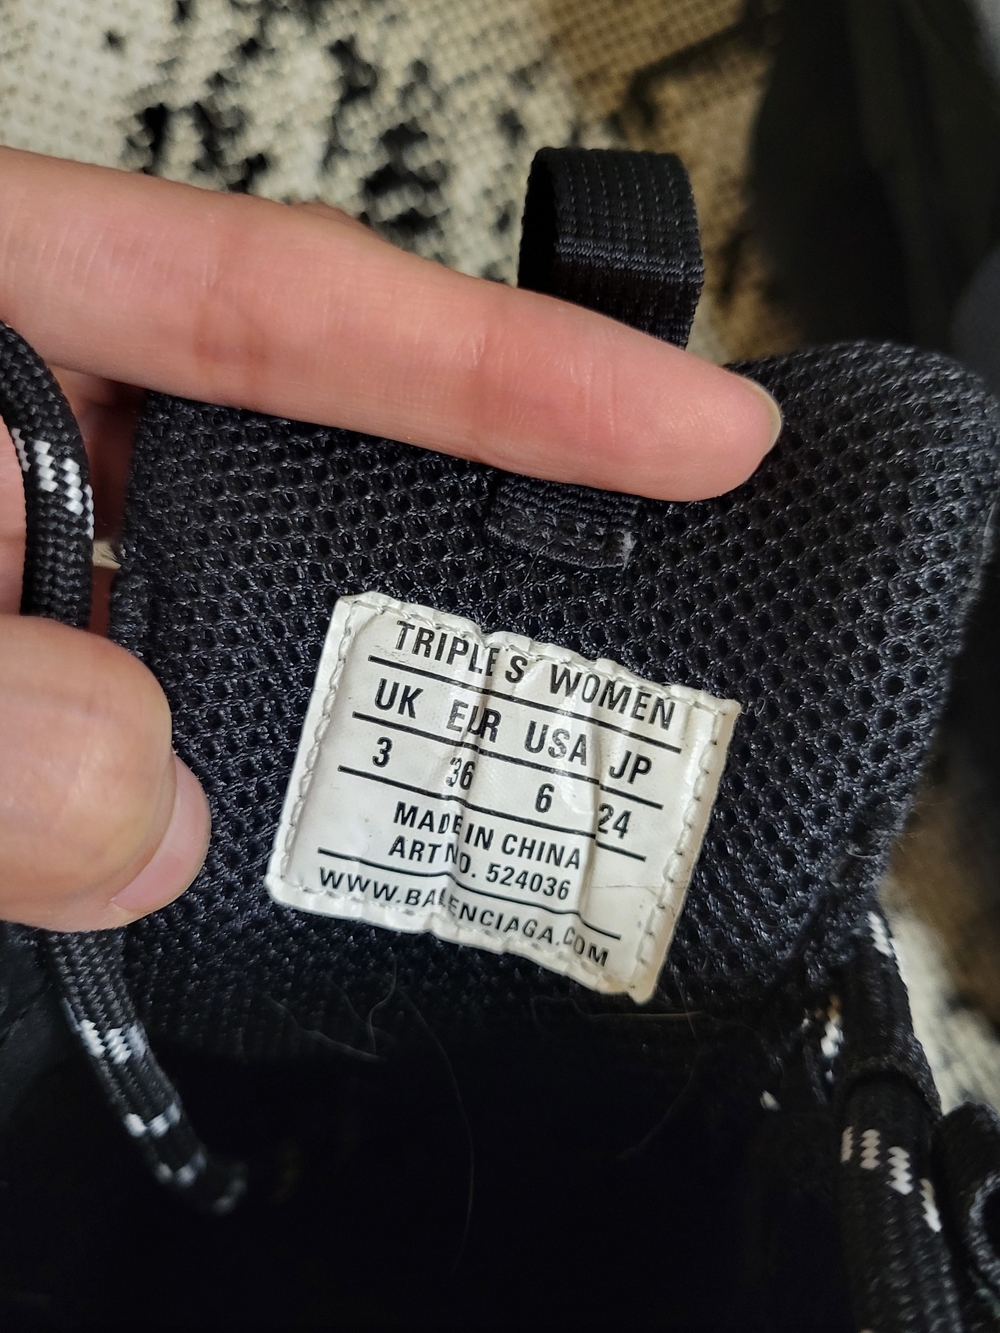 TRIPLE S WOMEN
UK EUR USA JP
3 36 6 24
MADE IN CHINA
ART NO. 524036
WWW.BALENCIAGA.COM